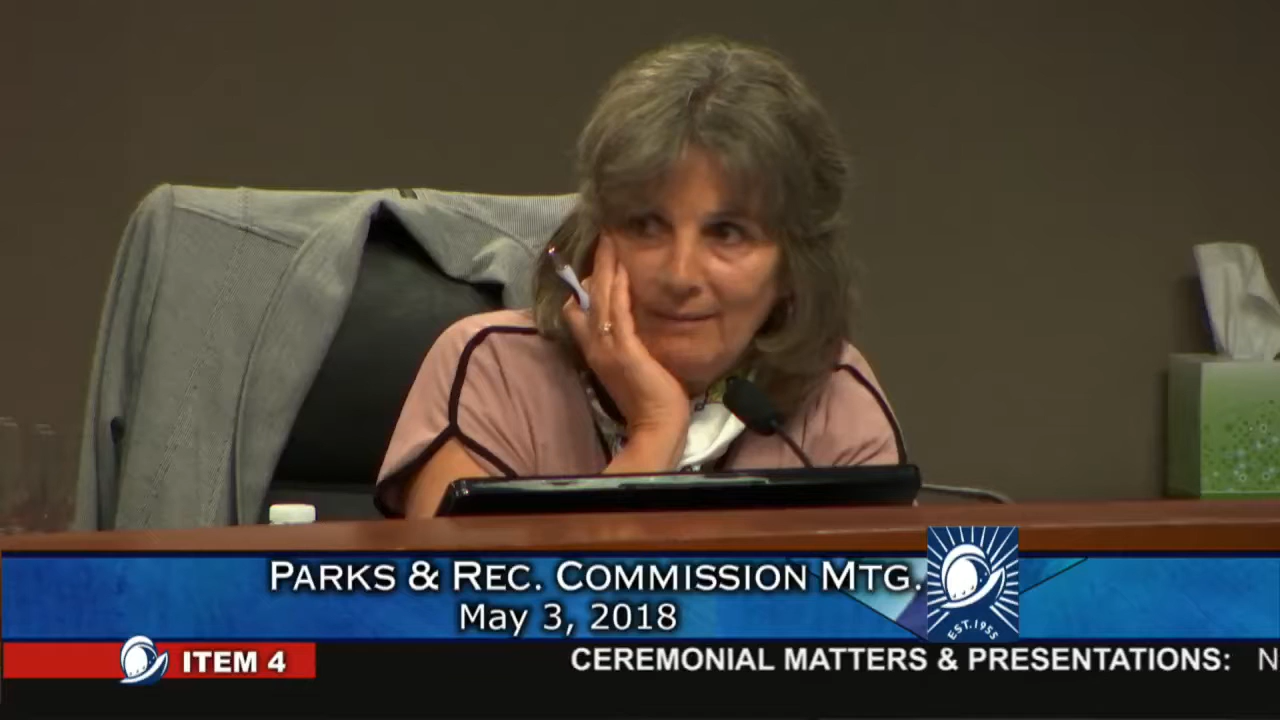 PARKS & REC. COMMISSION MTG.
May 3, 2018
EST. 1955
ITEM 4
CEREMONIAL MATTERS & PRESENTATIONS: N